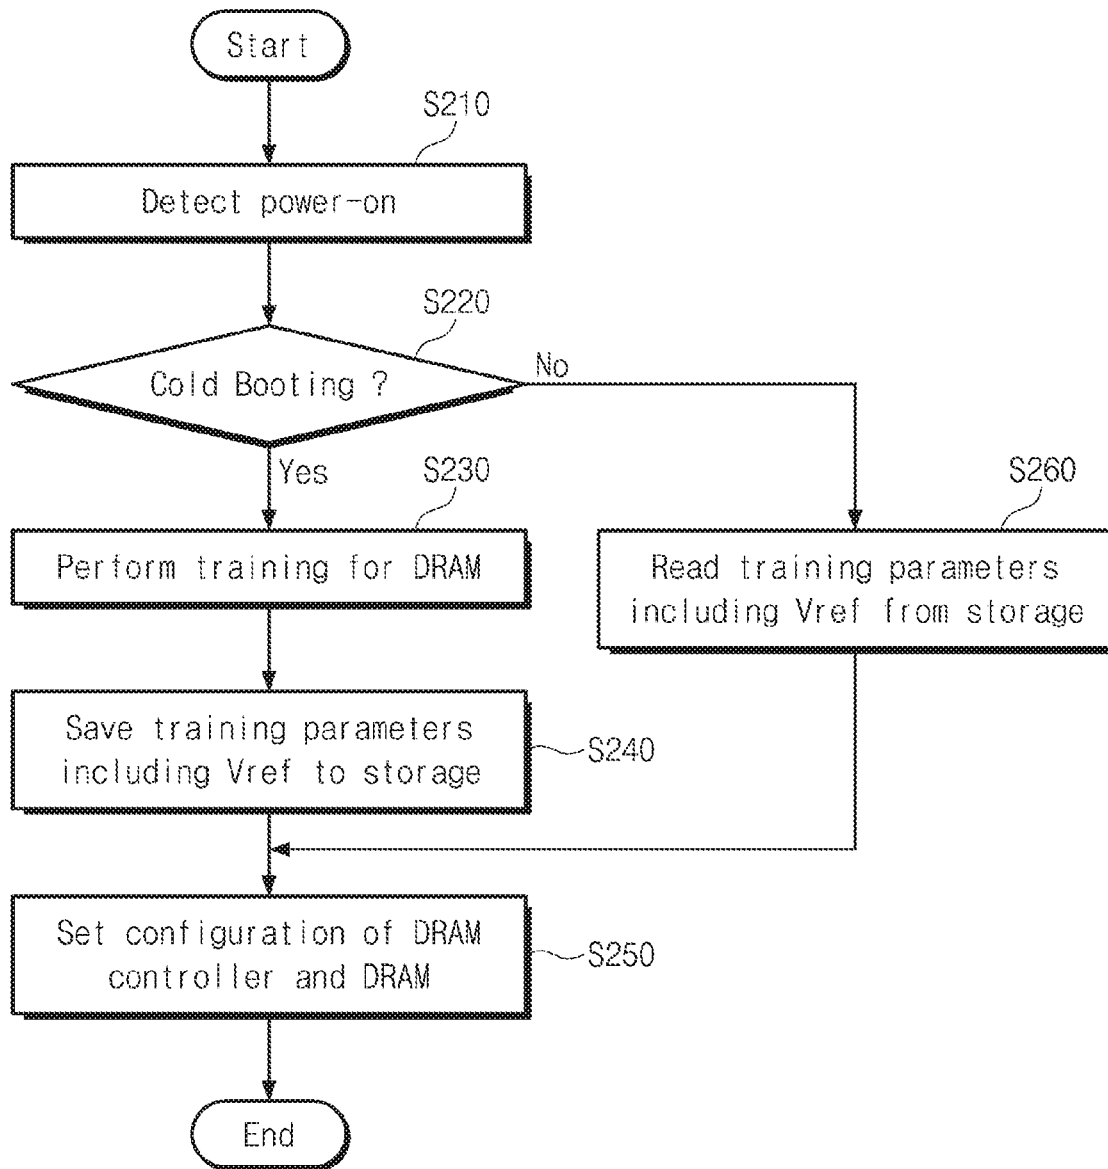 Start
S210
Detect power-on
S220
Cold Booting ?
No
Yes
S230
Perform training for DRAM
S260
Read training parameters
including Vref from storage
Save training parameters
including Vref to storage
S240
Set configuration of DRAM
controller and DRAM
S250
End